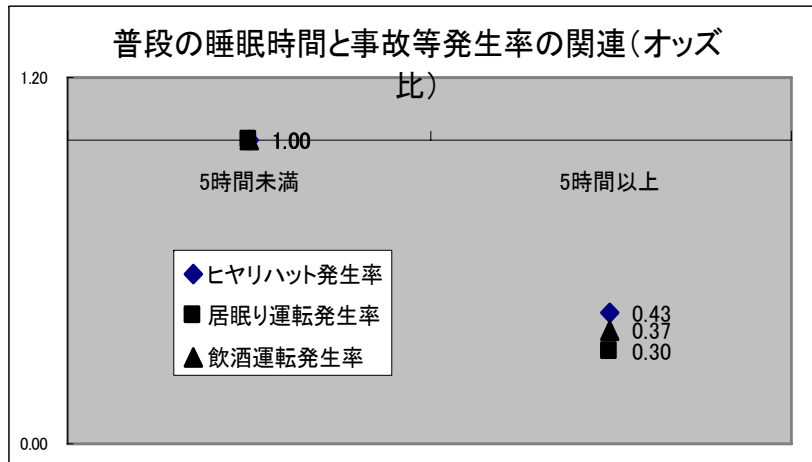 普段の睡眠時間と事故等発生率の関連（オッズ
比）
1.20
1.00
5時間未満
5時間以上
◆ヒヤリハット発生率
■居眠り運転発生率
▲飲酒運転発生率
0.43
0.37
0.30
0.00